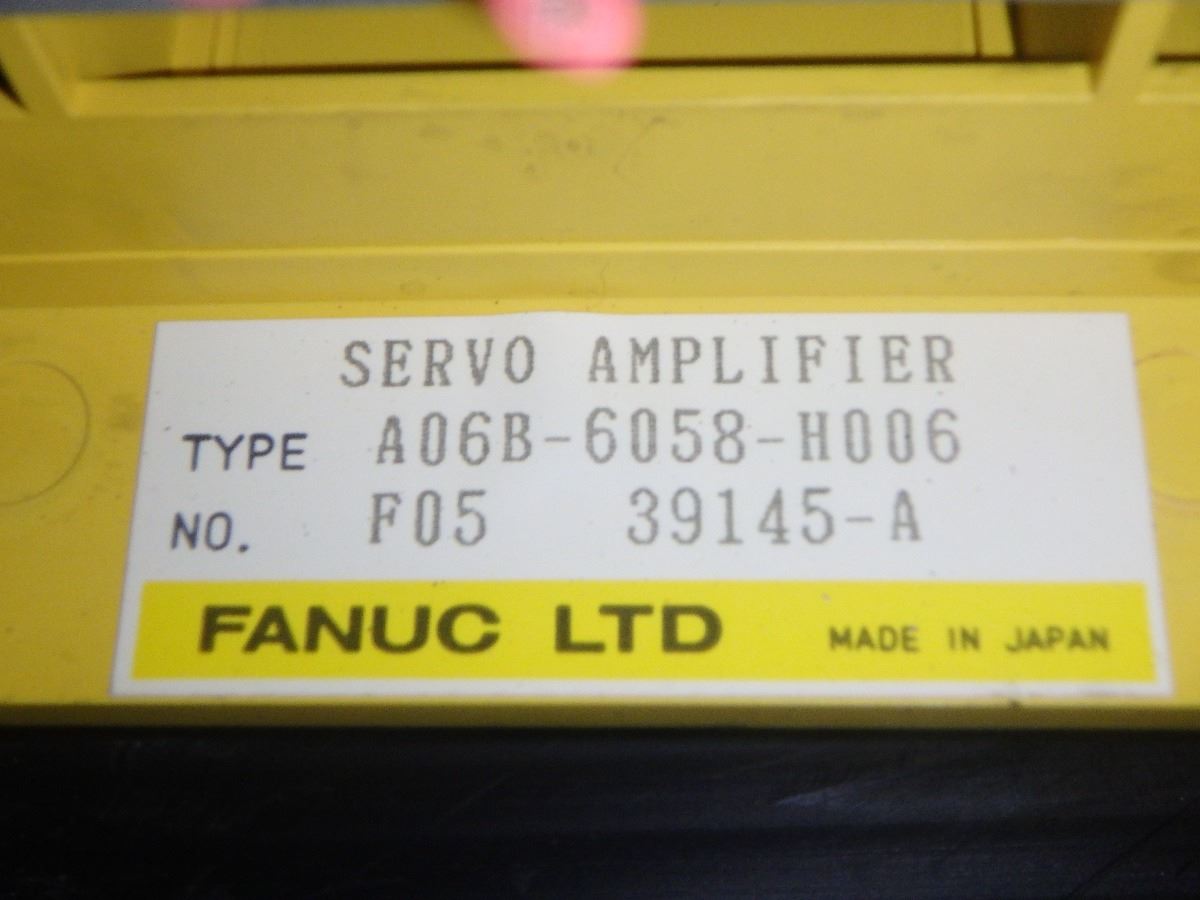 SERVO AMPLIFIER
TYPE A06B-6058-H006
NO. F05 39145-A
FANUC LTD MADE IN JAPAN